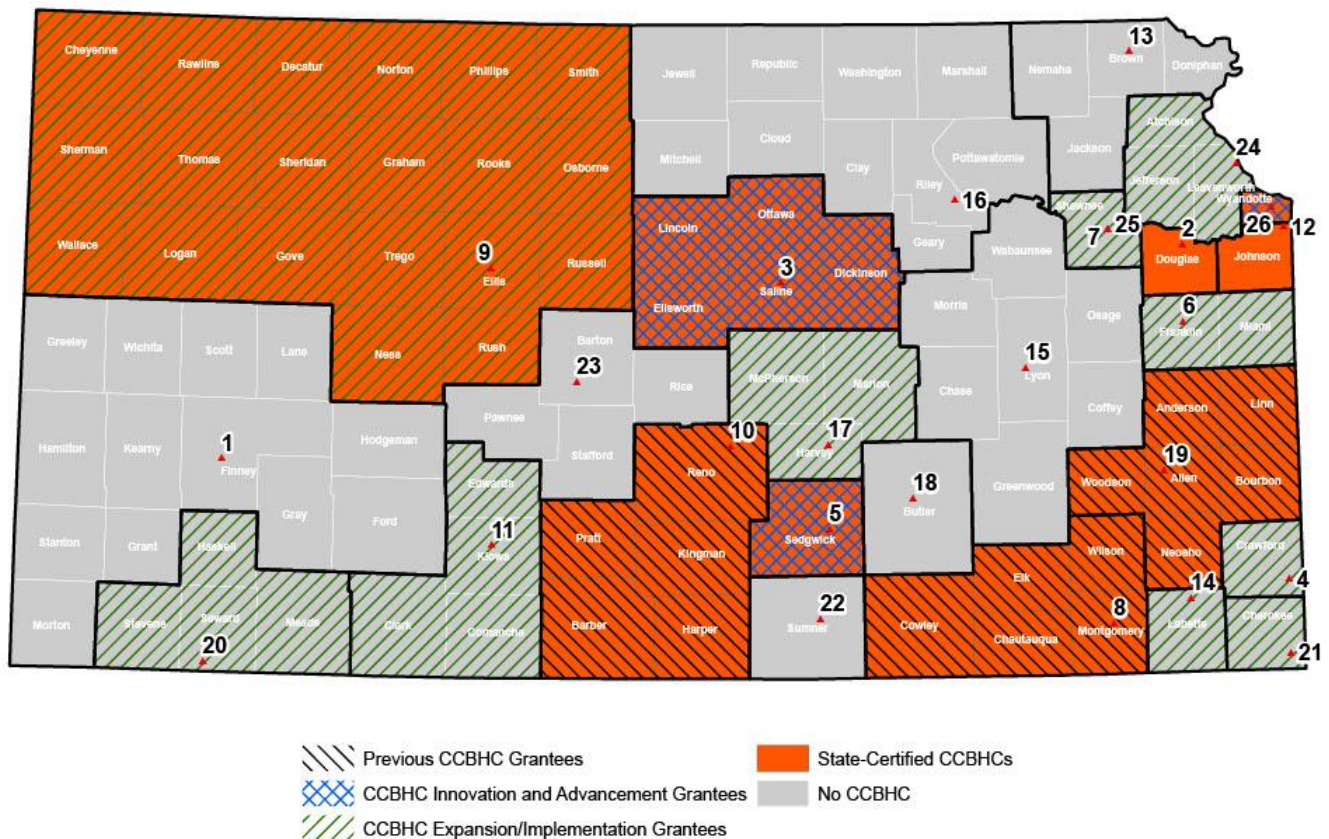 13
Cheyenne Rawlins Decatur Norton Phillips Smith Jewell Republic Washington Marshall Nemaha Brown Doniphan
Atchison
Sherman Thomas Sheridan Graham Rooks Osborne Mitchell Cloud Clay Pottawatomie Jackson
24
Riley Jefferson Leavenworth
16
Wyandotte
Lincoln Ottawa Shawnee
25 26 12
7 2
Wallace Logan Gove Trego 9 Ellis Russell Geary Wabaunsee Douglas Johnson
3 Dickinson
Ellsworth Saline
Morris Osage
6
Franklin Miami
Greeley Wichita Scott Lane Ness Rush Barton
23 15
Lyon
McPherson Marion Rice Chase
Pawnee Coffey Anderson Linn
Hamilton Kearny 1 Finney Hodgeman Stafford 10 Reno 17 Harvey
19
Allen
Woodson Bourbon
Edwards 18 Butler Greenwood
Stanton Grant Haskell Gray Ford 11 Kiowa Pratt Kingman 5 Sedgwick
Wilson Neosho Crawford
Elk
4
14
Morton Stevens Seward Meade Clark Comanche Barber Harper 22 Sumner Cowley Chautauqua 8 Montgomery Labette Cherokee
20 21
Previous CCBHC Grantees
CCBHC Innovation and Advancement Grantees
CCBHC Expansion/Implementation Grantees
State-Certified CCBHCs
No CCBHC